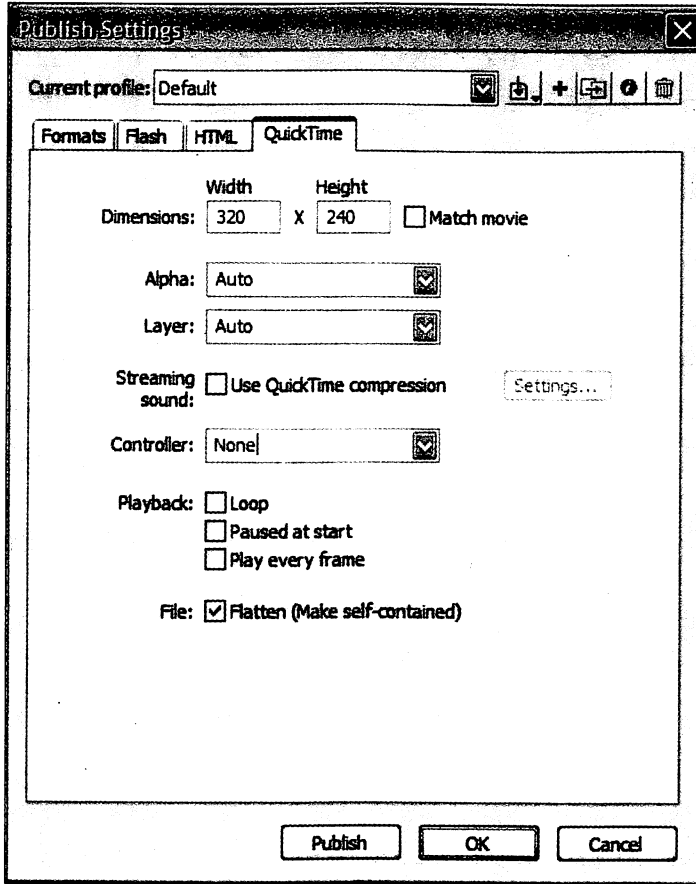 Publish Settings
Current profile: Default
Formats Flash HTML QuickTime
Width Height
Dimensions: 320 X 240 Match movie
Alpha: Auto
Layer: Auto
Streaming sound: Use QuickTime compression Settings...
Controller: None
Playback: Loop
Paused at start
Play every frame
File: Flatten (Make self-contained)
Publish OK Cancel